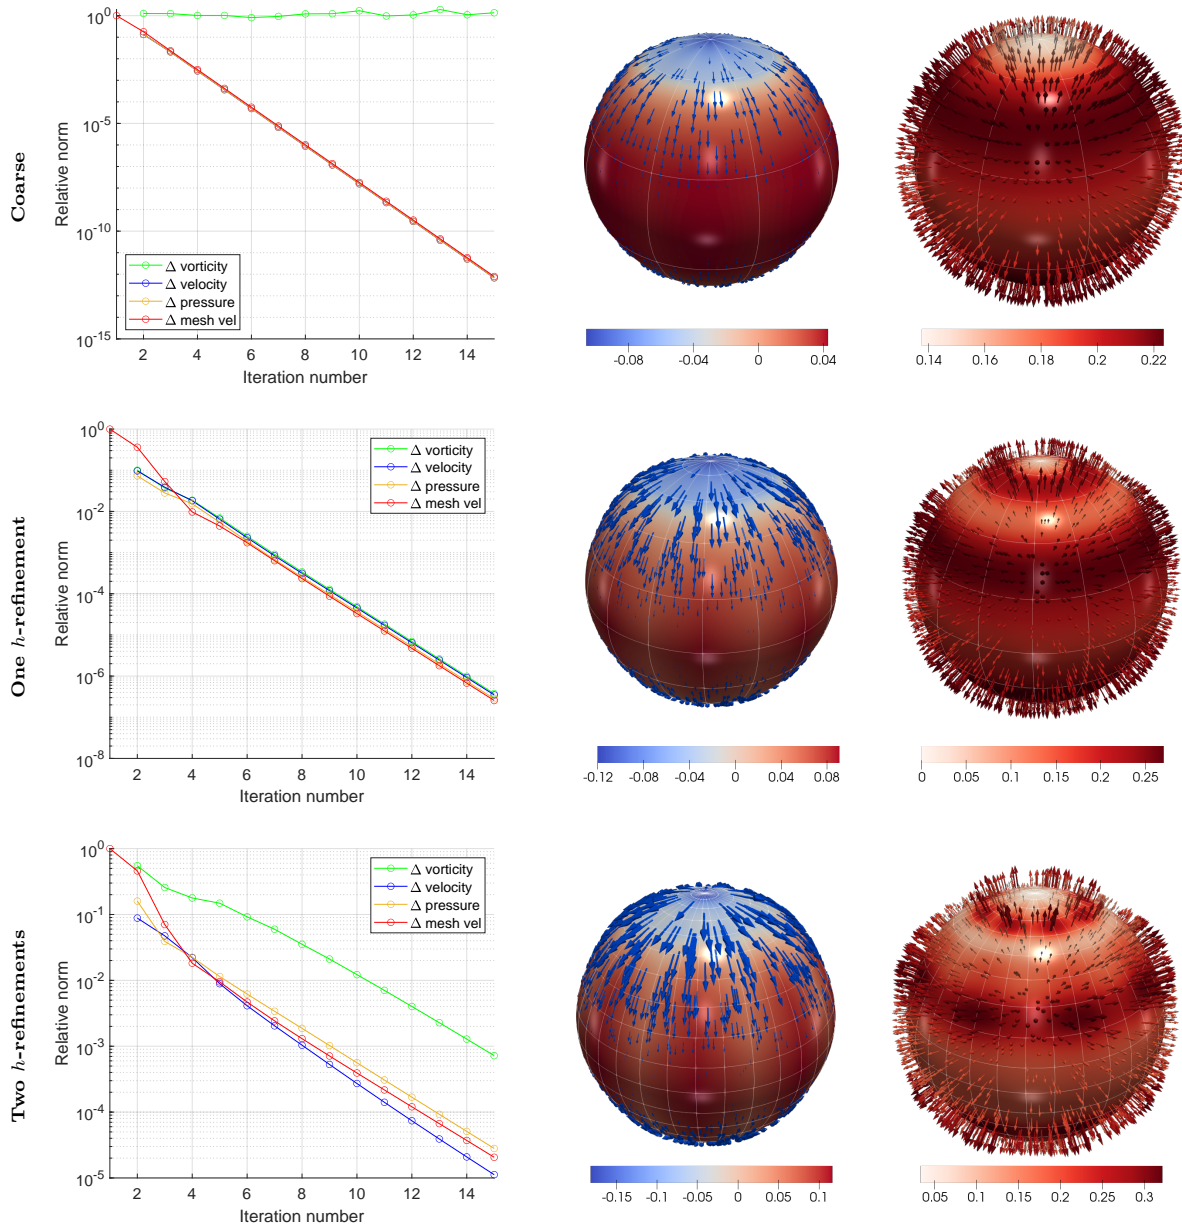 Coarse
Relative norm
10^0
10^-5
10^-10
10^-15
Δ vorticity
Δ velocity
Δ pressure
Δ mesh vel
2 4 6 8 10 12 14
Iteration number
-0.08 -0.04 0 0.04
0.14 0.16 0.18 0.2 0.22
One h-refinement
Relative norm
10^0
10^-2
10^-4
10^-6
10^-8
Δ vorticity
Δ velocity
Δ pressure
Δ mesh vel
2 4 6 8 10 12 14
Iteration number
-0.12 -0.08 -0.04 0 0.04 0.08
0 0.05 0.1 0.15 0.2 0.25
Two h-refinements
Relative norm
10^0
10^-1
10^-2
10^-3
10^-4
10^-5
Δ vorticity
Δ velocity
Δ pressure
Δ mesh vel
2 4 6 8 10 12 14
Iteration number
-0.15 -0.1 -0.05 0 0.05 0.1
0.05 0.1 0.15 0.2 0.25 0.3